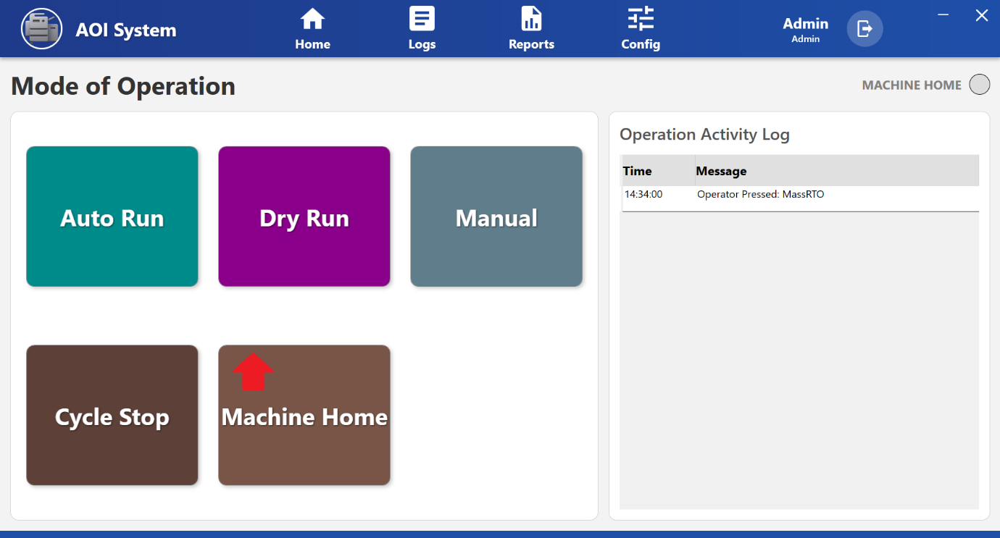 AOI System
Home
Logs
Reports
Config
Admin
Admin
Mode of Operation
MACHINE HOME
Auto Run
Dry Run
Manual
Cycle Stop
Machine Home
Operation Activity Log
Time Message
14:34:00 Operator Pressed: MassRTO